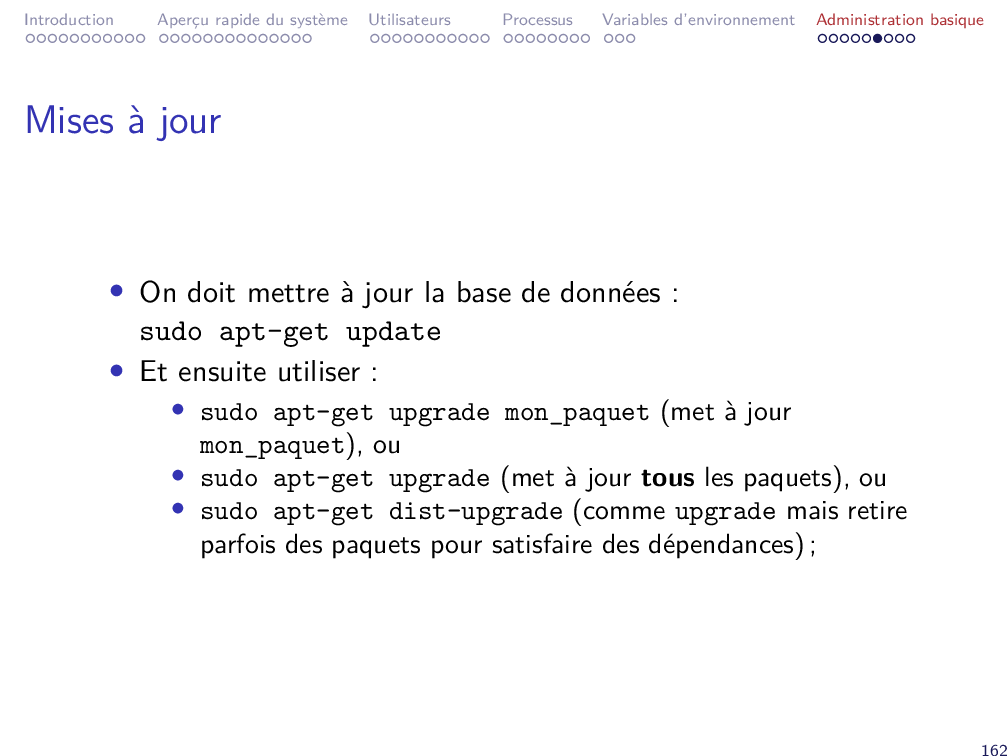 Introduction Aperçu rapide du système Utilisateurs Processus Variables d'environnement Administration basique
Mises à jour
• On doit mettre à jour la base de données :
sudo apt-get update
• Et ensuite utiliser :
• sudo apt-get upgrade mon_paquet (met à jour
mon_paquet), ou
• sudo apt-get upgrade (met à jour tous les paquets), ou
• sudo apt-get dist-upgrade (comme upgrade mais retire
parfois des paquets pour satisfaire des dépendances) ;
162